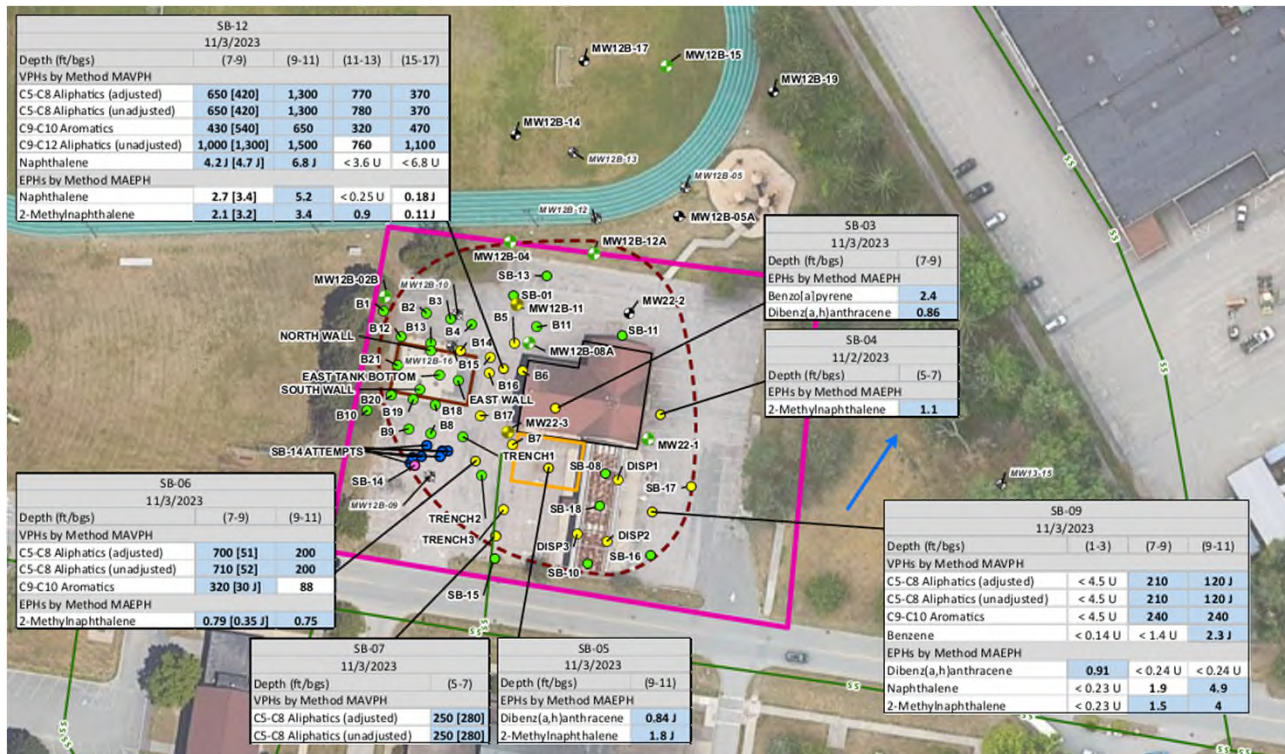 SB-12
11/3/2023
Depth (ft/bgs) (7-9) (9-11) (11-13) (15-17)
VPHs by Method MAVPH
C5-C8 Aliphatics (adjusted) 650 [420] 1,300 770 370
C5-C8 Aliphatics (unadjusted) 650 [420] 1,300 780 370
C9-C10 Aromatics 430 [540] 650 320 470
C9-C12 Aliphatics (unadjusted) 1,000 [1,300] 1,500 760 1,100
Naphthalene 4.2 J [4.7 J] 6.8 J < 3.6 U < 6.8 U
EPHs by Method MAEPH
Naphthalene 2.7 [3.4] 5.2 < 0.25 U 0.18 J
2-Methylnaphthalene 2.1 [3.2] 3.4 0.9 0.11 J
MW12B-17
MW12B-15
MW12B-19
MW12B-14
MW12B-13
MW12B-05
MW12B-12
MW12B-05A
SS
SS
SB-03
11/3/2023
Depth (ft/bgs) (7-9)
EPHs by Method MAEPH
Benzo[a]pyrene 2.4
Dibenz(a,h)anthracene 0.86
SB-04
11/2/2023
Depth (ft/bgs) (5-7)
EPHs by Method MAEPH
2-Methylnaphthalene 1.1
MW12B-12A
MW12B-04
SB-13
MW12B-02B
MW12B-10
SB-01
MW12B-11
MW22-2
B1
B2
B3
B4
B5
B11
SB-11
B12
B13
B14
MW12B-08A
NORTH WALL
MW12B-16
B15
B21
EAST TANK BOTTOM
B16
B6
SOUTH WALL
EAST WALL
B20
B10
B19
B18
B17
B9
B8
MW22-3
B7
MW22-1
SB-14 ATTEMPTS
TRENCH1
SB-08
DISP1
SB-14
SB-17
MW12B-09
SB-18
TRENCH2
TRENCH3
DISP3
DISP2
SB-16
SB-10
SB-15
MW13-15
SB-06
11/3/2023
Depth (ft/bgs) (7-9) (9-11)
VPHs by Method MAVPH
C5-C8 Aliphatics (adjusted) 700 [51] 200
C5-C8 Aliphatics (unadjusted) 710 [52] 200
C9-C10 Aromatics 320 [30 J] 88
EPHs by Method MAEPH
2-Methylnaphthalene 0.79 [0.35 J] 0.75
SB-09
11/3/2023
Depth (ft/bgs) (1-3) (7-9) (9-11)
VPHs by Method MAVPH
C5-C8 Aliphatics (adjusted) < 4.5 U 210 120 J
C5-C8 Aliphatics (unadjusted) < 4.5 U 210 120 J
C9-C10 Aromatics < 4.5 U 240 240
Benzene < 0.14 U < 1.4 U 2.3 J
EPHs by Method MAEPH
Dibenz(a,h)anthracene 0.91 < 0.24 U < 0.24 U
Naphthalene < 0.23 U 1.9 4.9
2-Methylnaphthalene < 0.23 U 1.5 4
SB-07
11/3/2023
Depth (ft/bgs) (5-7)
VPHs by Method MAVPH
C5-C8 Aliphatics (adjusted) 250 [280]
C5-C8 Aliphatics (unadjusted) 250 [280]
SB-05
11/3/2023
Depth (ft/bgs) (9-11)
EPHs by Method MAEPH
Dibenz(a,h)anthracene 0.84 J
2-Methylnaphthalene 1.8 J
SS
SS
SS
SS
SS